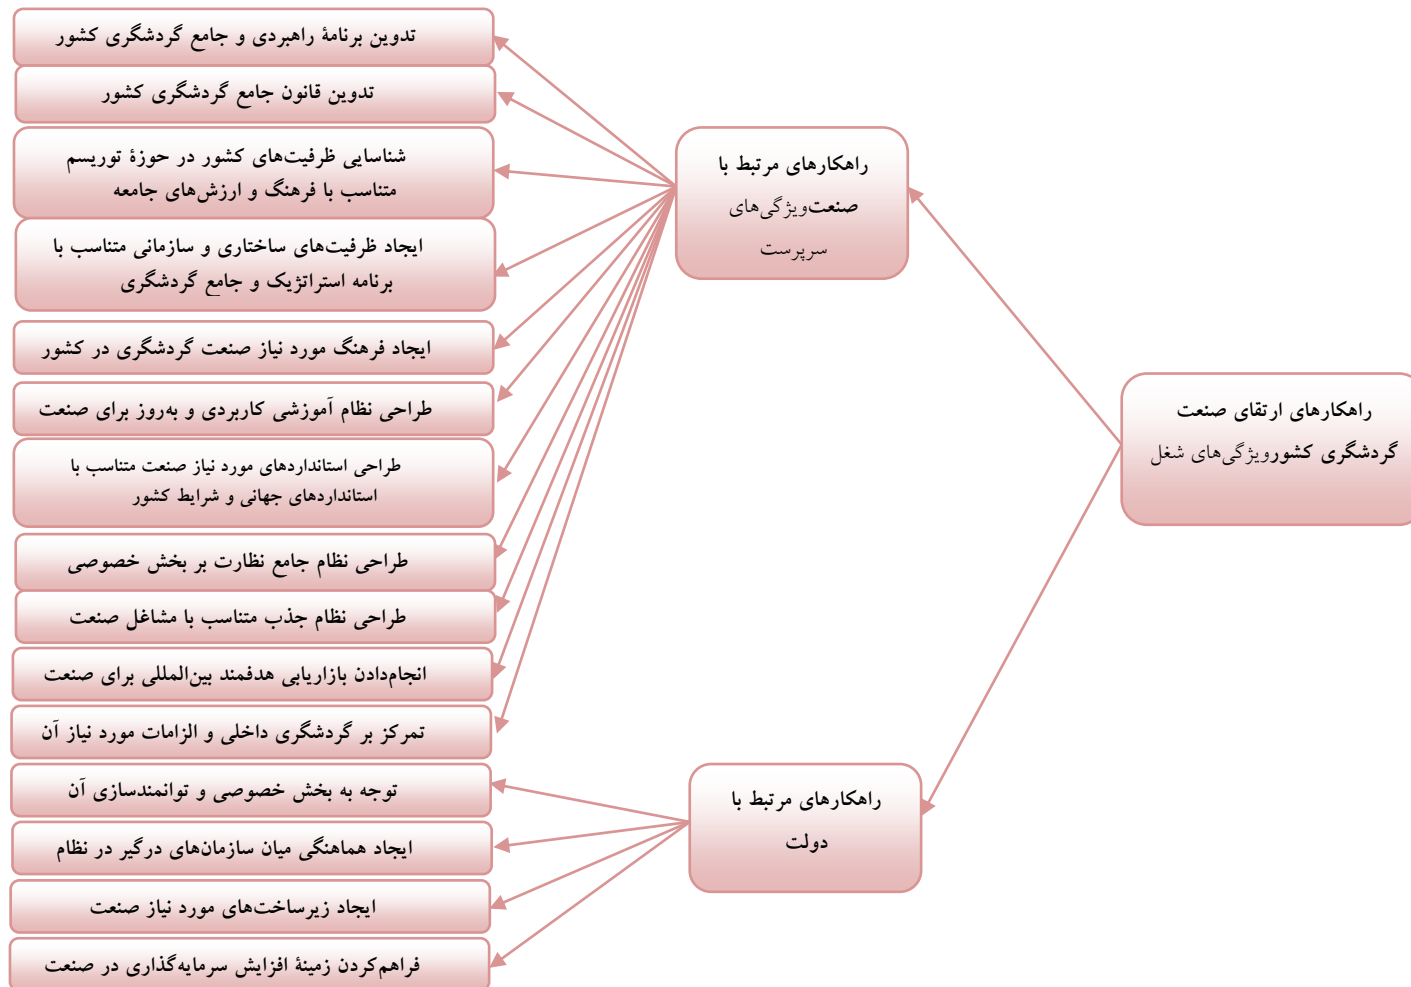 راهکارهای ارتقای صنعت
گردشگری کشورویژگی‌های شغل
راهکارهای مرتبط با
صنعتویژگی‌های
سرپرست
تدوین برنامۀ راهبردی و جامع گردشگری کشور
تدوین قانون جامع گردشگری کشور
شناسایی ظرفیت‌های کشور در حوزۀ توریسم
متناسب با فرهنگ و ارزش‌های جامعه
ایجاد ظرفیت‌های ساختاری و سازمانی متناسب با
برنامه استراتژیک و جامع گردشگری
ایجاد فرهنگ مورد نیاز صنعت گردشگری در کشور
طراحی نظام آموزشی کاربردی و به‌روز برای صنعت
طراحی استانداردهای مورد نیاز صنعت متناسب با
استانداردهای جهانی و شرایط کشور
طراحی نظام جامع نظارت بر بخش خصوصی
طراحی نظام جذب متناسب با مشاغل صنعت
انجام‌دادن بازاریابی هدفمند بین‌المللی برای صنعت
تمرکز بر گردشگری داخلی و الزامات مورد نیاز آن
راهکارهای مرتبط با
دولت
توجه به بخش خصوصی و توانمندسازی آن
ایجاد هماهنگی میان سازمان‌های درگیر در نظام
ایجاد زیرساخت‌های مورد نیاز صنعت
فراهم‌کردن زمینۀ افزایش سرمایه‌گذاری در صنعت